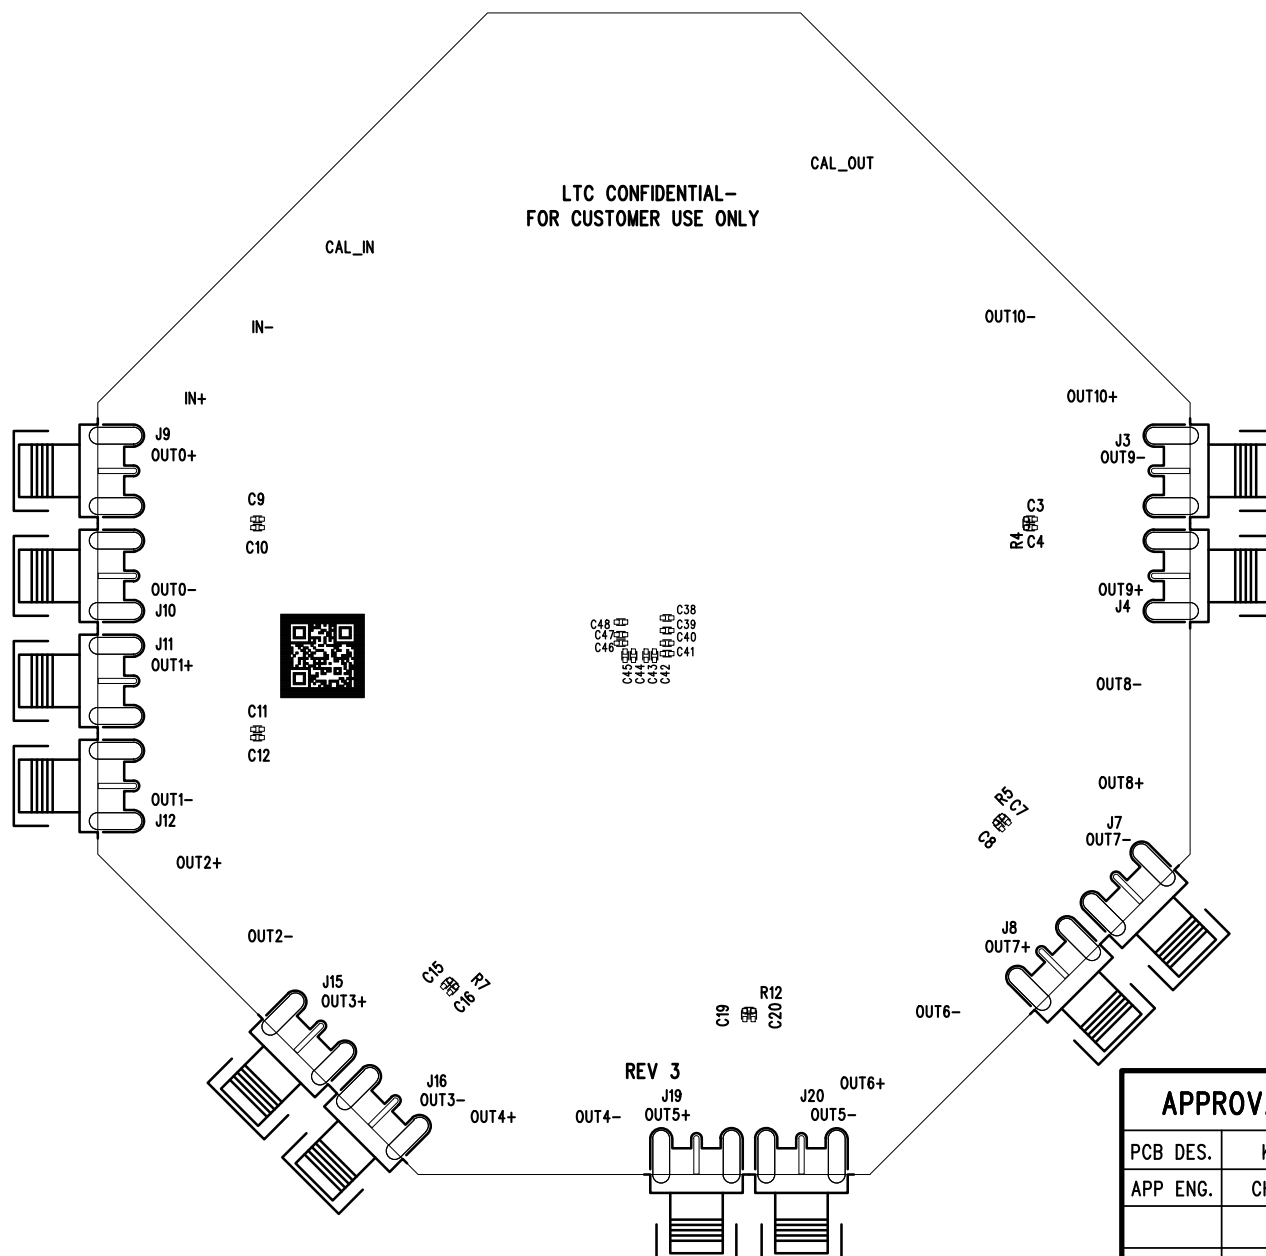 CAL_OUT
LTC CONFIDENTIAL-
FOR CUSTOMER USE ONLY
CAL_IN
IN-
OUT10-
IN+
OUT10+
J9
OUT0+
J3
OUT9-
C9
C10
C3
R4
C4
OUT0-
J10
OUT9+
J4
J11
OUT1+
C48
C47
C46
C38
C39
C40
C41
C45
C44
C43
C42
OUT8-
C11
C12
OUT8+
OUT1-
J12
R5
C7
C8
J7
OUT7-
OUT2+
OUT2-
J8
OUT7+
J15
OUT3+
C15
R7
C16
C19
R12
C20
OUT6-
REV 3
J16
OUT3-
OUT4+
OUT4-
J19
OUT5+
J20
OUT5-
OUT6+
APPROV
PCB DES.
APP ENG.